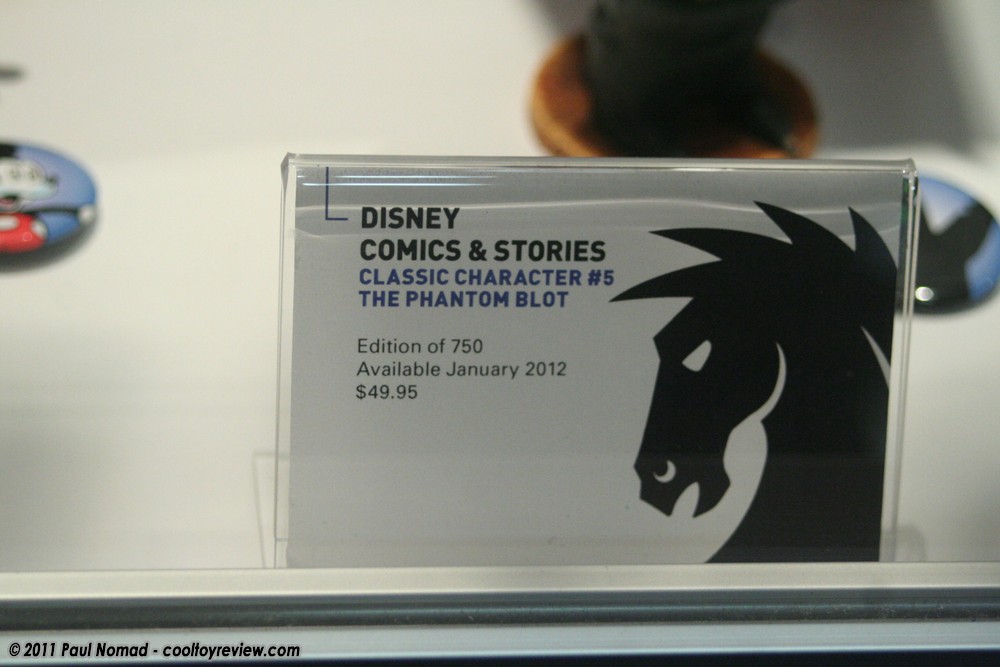 DISNEY
COMICS & STORIES
CLASSIC CHARACTER #5
THE PHANTOM BLOT
Edition of 750
Available January 2012
$49.95
© 2011 Paul Nomad - cooltoyreview.com